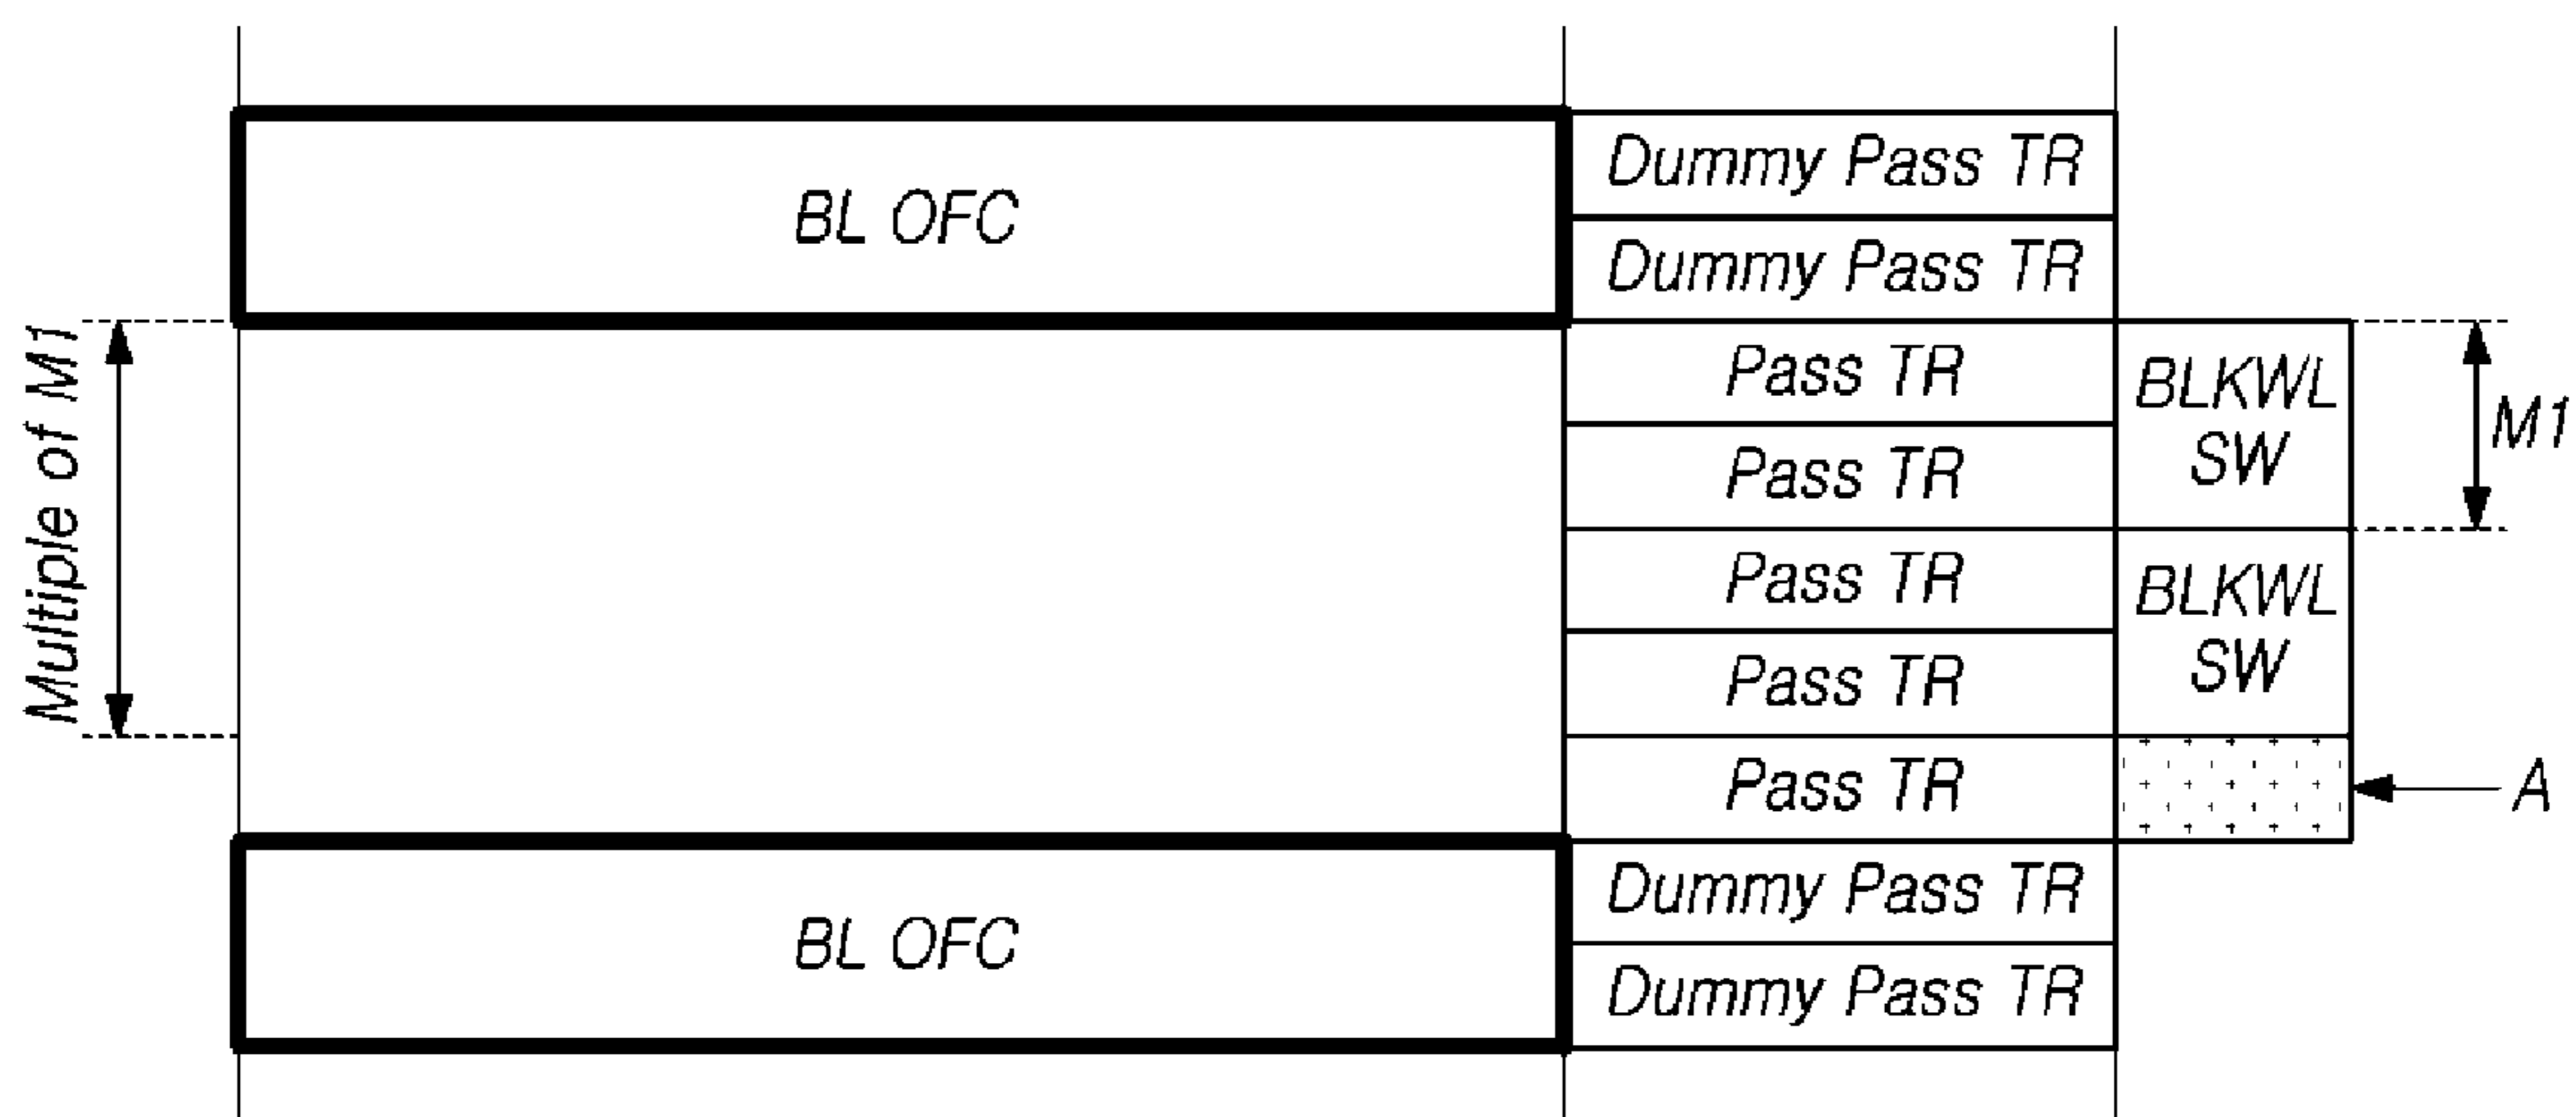 BL OFC
Dummy Pass TR
Dummy Pass TR
Multiple of M1
Pass TR
Pass TR
Pass TR
Pass TR
Pass TR
BLKWL
SW
BLKWL
SW
M1
A
BL OFC
Dummy Pass TR
Dummy Pass TR